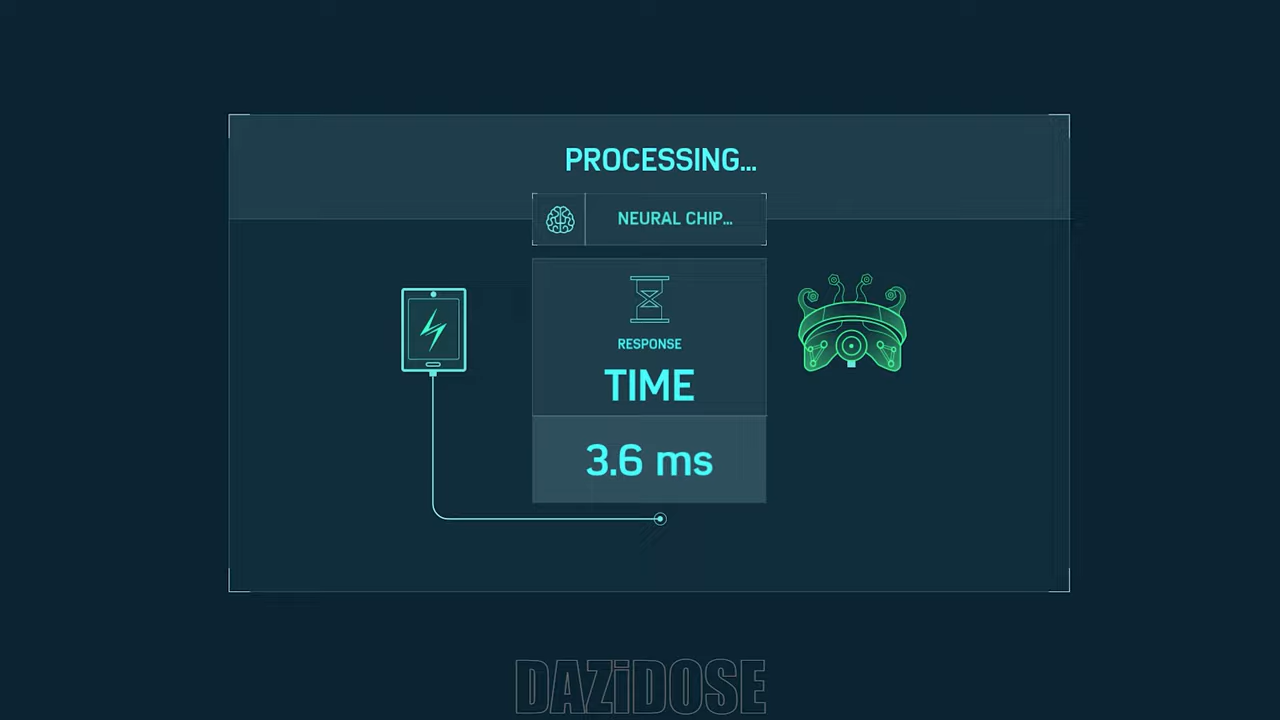 PROCESSING...
NEURAL CHIP...
RESPONSE
TIME
3.6 ms
DAZiDOSE